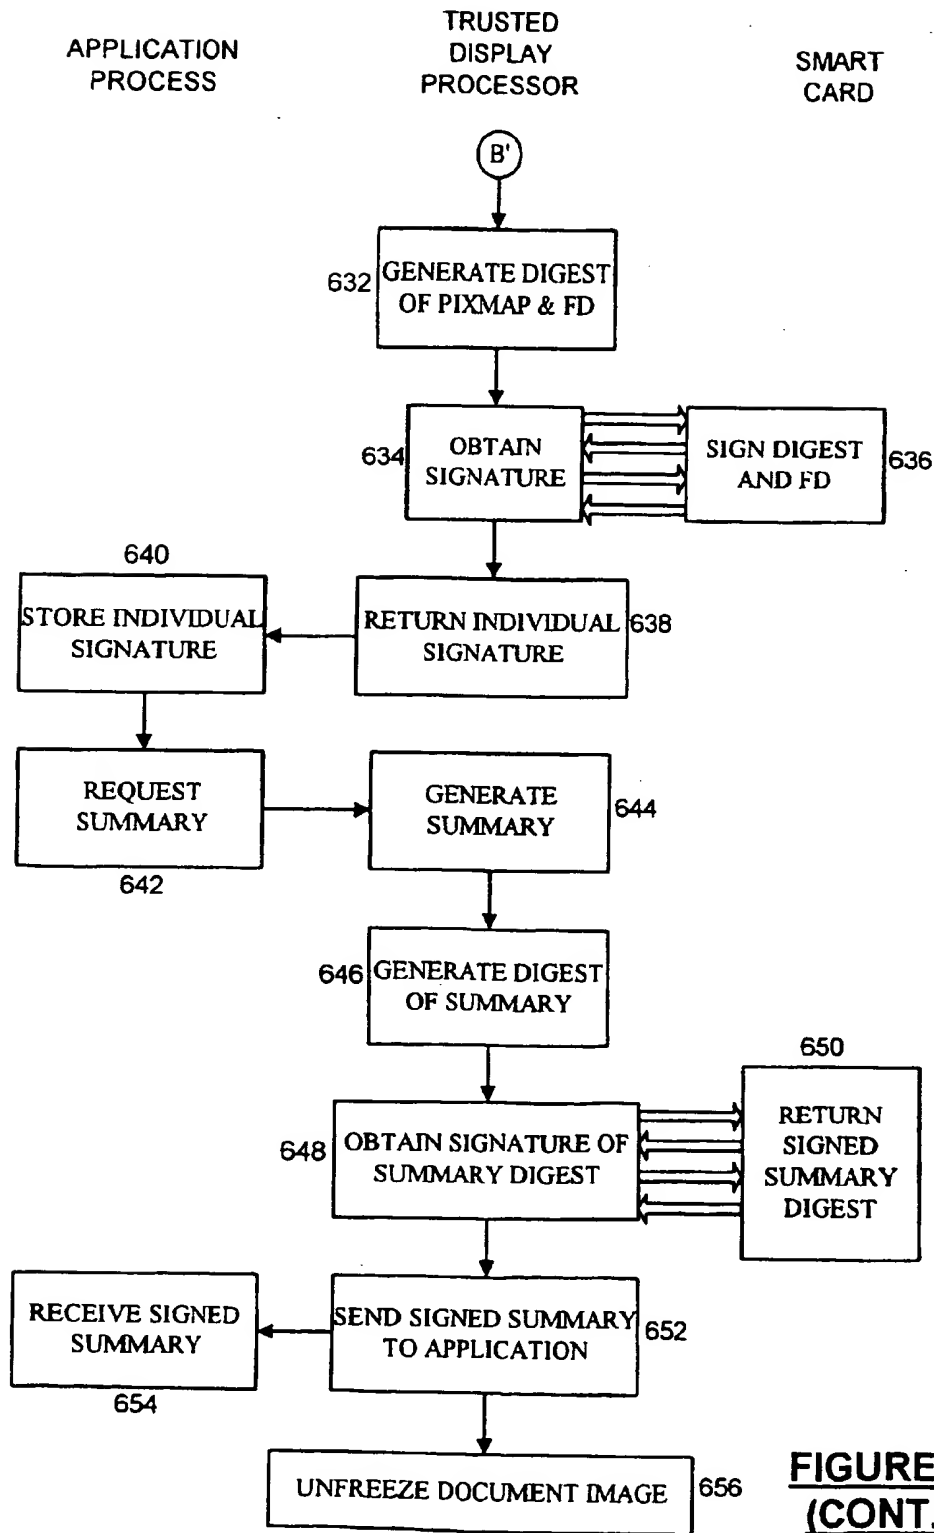 APPLICATION
PROCESS
TRUSTED
DISPLAY
PROCESSOR
SMART
CARD
B'
632
GENERATE DIGEST
OF PIXMAP & FD
634
OBTAIN
SIGNATURE
SIGN DIGEST
AND FD
636
640
STORE INDIVIDUAL
SIGNATURE
RETURN INDIVIDUAL
SIGNATURE
638
REQUEST
SUMMARY
642
GENERATE
SUMMARY
644
646
GENERATE DIGEST
OF SUMMARY
648
OBTAIN SIGNATURE OF
SUMMARY DIGEST
650
RETURN
SIGNED
SUMMARY
DIGEST
RECEIVE SIGNED
SUMMARY
654
SEND SIGNED SUMMARY
TO APPLICATION
652
UNFREEZE DOCUMENT IMAGE
656
FIGURE
(CONT.